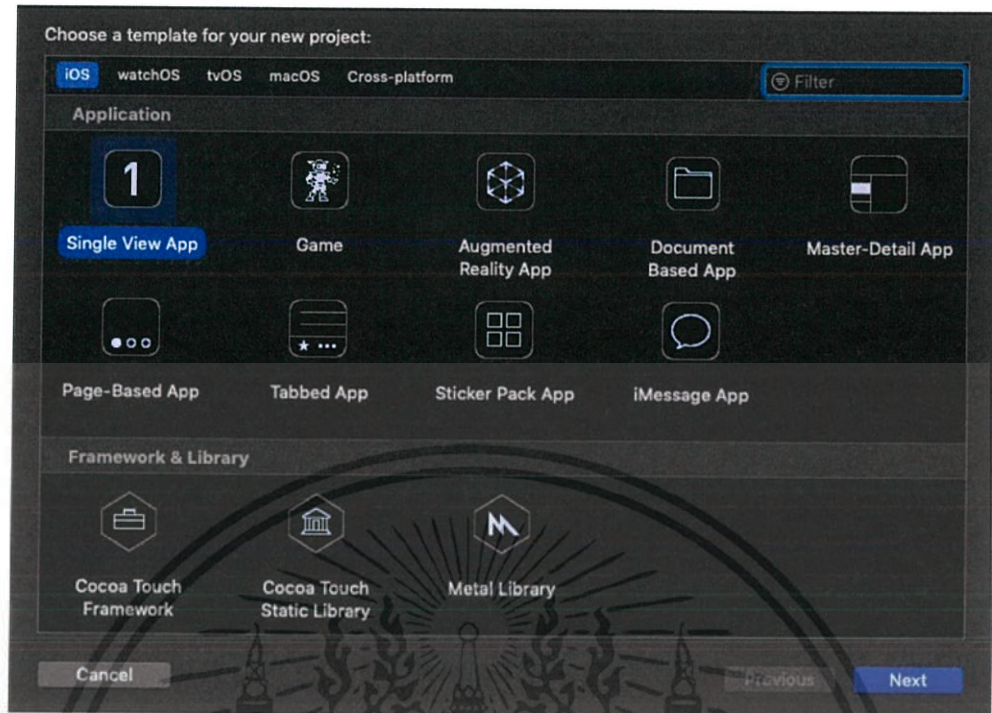 Choose a template for your new project:
iOS watchOS tvOS macOS Cross-platform Filter
Application
1
Single View App Game Augmented Reality App Document Based App Master-Detail App
Page-Based App Tabbed App Sticker Pack App iMessage App
Framework & Library
Cocoa Touch Framework Cocoa Touch Static Library Metal Library
Cancel Previous Next